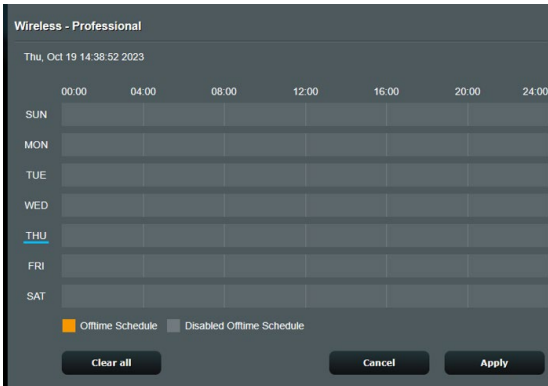 Wireless - Professional
Thu, Oct 19 14:38:52 2023
00:00 04:00 08:00 12:00 16:00 20:00 24:00
SUN
MON
TUE
WED
THU
FRI
SAT
Offtime Schedule Disabled Offtime Schedule
Clear all Cancel Apply